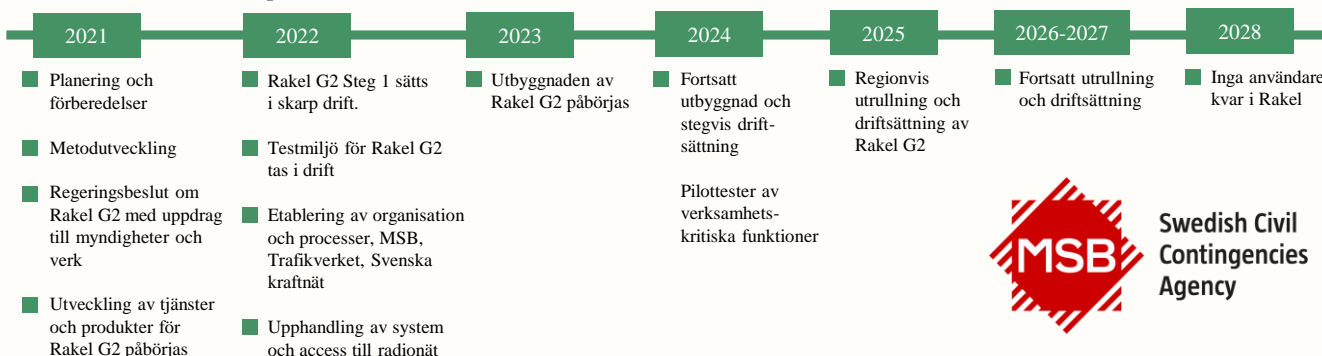 2021
Planering och
förberedelser
Metodutveckling
Regeringsbeslut om
Rakel G2 med uppdrag
till myndigheter och
verk
Utveckling av tjänster
och produkter för
Rakel G2 påbörjas
2022
Rakel G2 Steg 1 sätts
i skarp drift.
Testmiljö för Rakel G2
tas i drift
Etablering av organisation
och processer, MSB,
Trafikverket, Svenska
kraftnät
Upphandling av system
och access till radionät
2023
Utbyggnaden av
Rakel G2 påbörjas
2024
Fortsatt
utbyggnad och
stegvis drift-
sättning
Pilottester av
verksamhets-
kritiska funktioner
2025
Regionvis
utrullning och
driftsättning av
Rakel G2
2026-2027
Fortsatt utrullning
och driftsättning
2028
Inga användare
kvar i Rakel
MSB
Swedish Civil
Contingencies
Agency